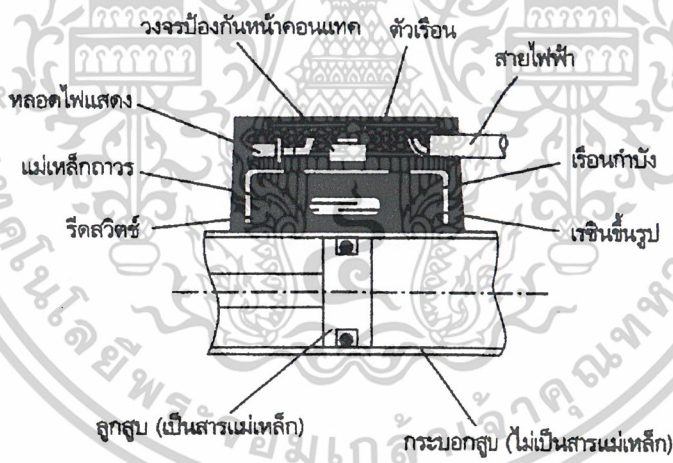 วงจรป้องกันหน้าคอนแทค
ตัวเรือน
สายไฟฟ้า
หลอดไฟแสดง
แม่เหล็กถาวร
เรือนกำบัง
รีดสวิตช์
เรซินขึ้นรูป
ลูกสูบ (เป็นสารแม่เหล็ก)
กระบอกสูบ (ไม่เป็นสารแม่เหล็ก)